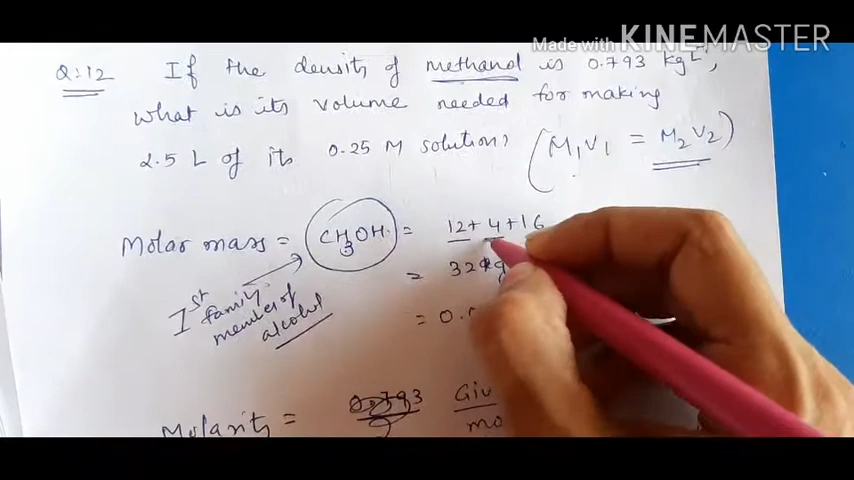 Made with KINEMASTER
Q:12 If the density of methanol is 0.793 kg L⁻¹,
what is its volume needed for making
2.5 L of its 0.25 M solution? (M₁V₁ = M₂V₂)
Molar mass = CH₃OH = 12+4+16
= 32
Iˢᵗ family member of alcohol
= 0.
Molarity = 0.793